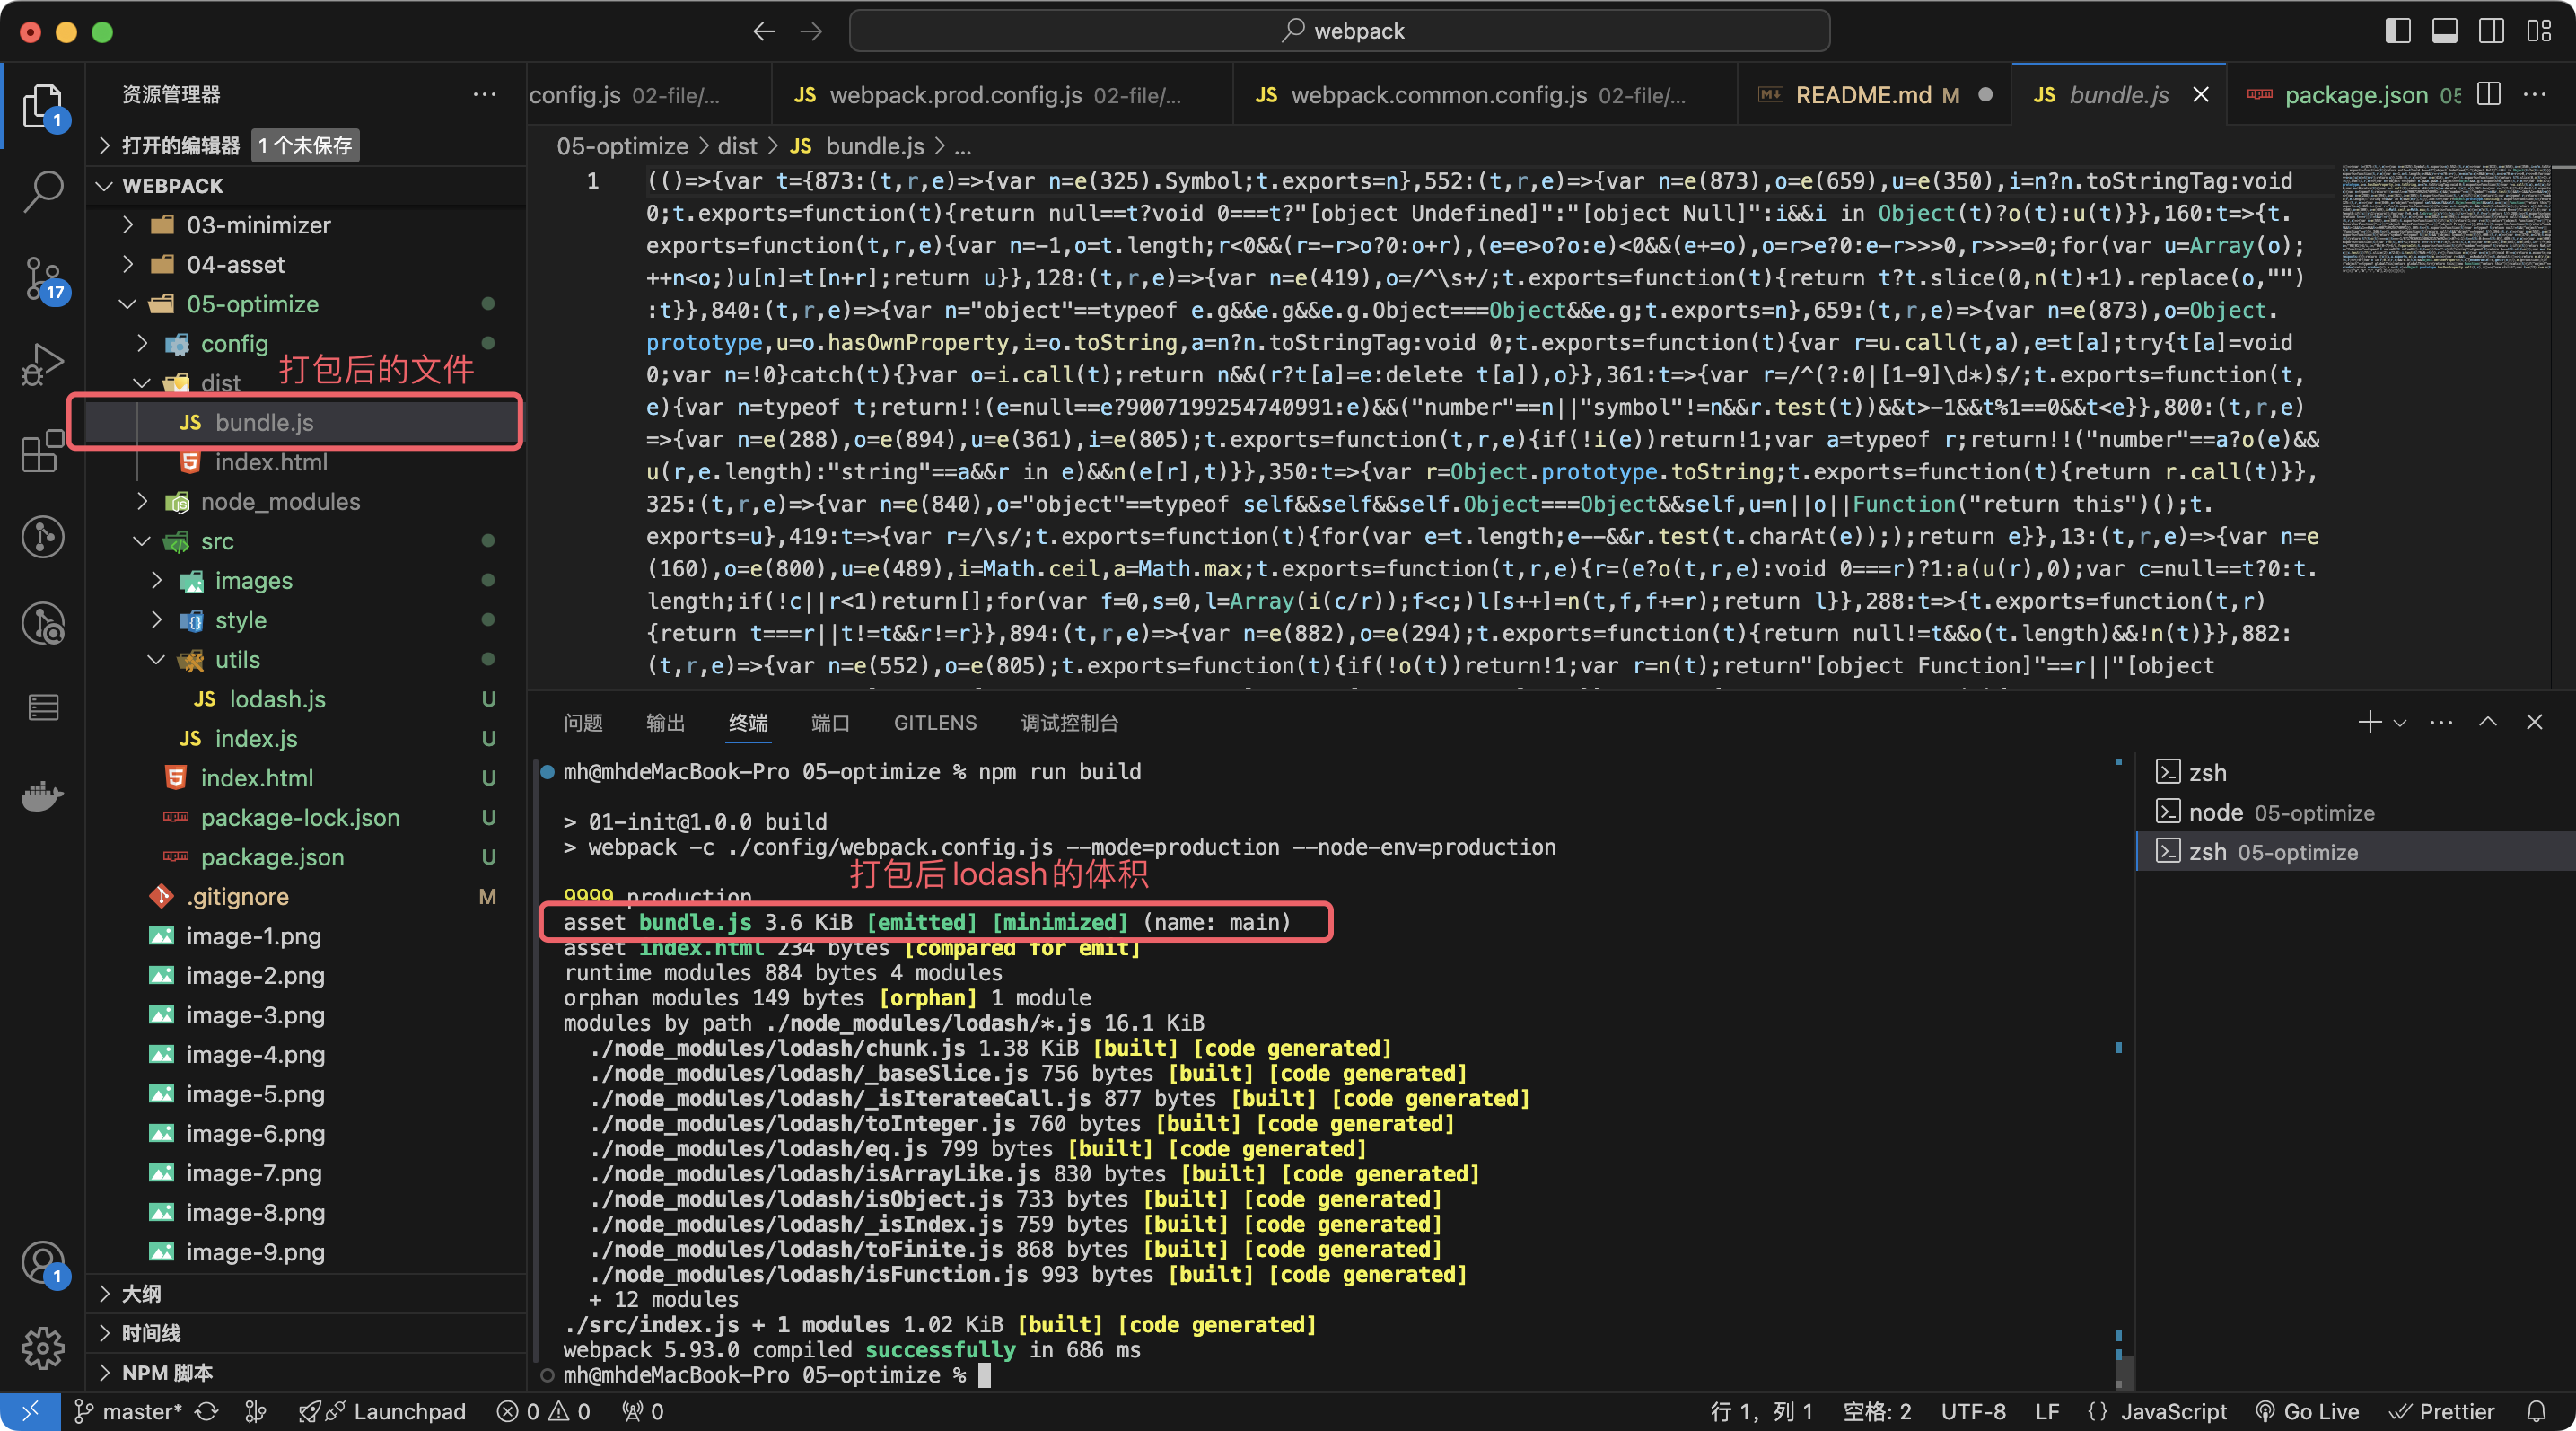 webpack
资源管理器
打开的编辑器 1 个未保存
WEBPACK
03-minimizer
04-asset
05-optimize
config
打包后的文件
dist
JS bundle.js
index.html
node_modules
src
images
style
utils
JS lodash.js U
JS index.js U
index.html U
package-lock.json U
package.json U
.gitignore M
image-1.png
image-2.png
image-3.png
image-4.png
image-5.png
image-6.png
image-7.png
image-8.png
image-9.png
大纲
时间线
NPM 脚本
1
17
1
config.js 02-file/...
JS webpack.prod.config.js 02-file/...
JS webpack.common.config.js 02-file/...
README.md M
JS bundle.js
package.json 05
05-optimize > dist > JS bundle.js > ...
1
(()=>{var t={873:(t,r,e)=>{var n=e(325).Symbol;t.exports=n},552:(t,r,e)=>{var n=e(873),o=e(659),u=e(350),i=n?n.toStringTag:void
0;t.exports=function(t){return null==t?void 0===t?"[object Undefined]":"[object Null]":i&&i in Object(t)?o(t):u(t)}},160:t=>{t.
exports=function(t,r,e){var n=-1,o=t.length;r<0&&(r=-r>o?0:o+r),(e=e>o?o:e)<0&&(e+=o),o=r>e?0:e-r>>>0,r>>>=0;for(var u=Array(o);
++n<o;)u[n]=t[n+r];return u}},128:(t,r,e)=>{var n=e(419),o=/^\s+/;t.exports=function(t){return t?t.slice(0,n(t)+1).replace(o,"")
:t}},840:(t,r,e)=>{var n="object"==typeof e.g&&e.g&&e.g.Object===Object&&e.g;t.exports=n},659:(t,r,e)=>{var n=e(873),o=Object.
prototype,u=o.hasOwnProperty,i=o.toString,a=n?n.toStringTag:void 0;t.exports=function(t){var r=u.call(t,a),e=t[a];try{t[a]=void
0;var n=!0}catch(t){}var o=i.call(t);return n&&(r?t[a]=e:delete t[a]),o}},361:t=>{var r=/^(?:0|[1-9]\d*)$/;t.exports=function(t,
e){var n=typeof t;return!!(e=null==e?9007199254740991:e)&&("number"==n||"symbol"!=n&&r.test(t))&&t>-1&&t%1==0&&t<e}},800:(t,r,e)
=>{var n=e(288),o=e(894),u=e(361),i=e(805);t.exports=function(t,r,e){if(!i(e))return!1;var a=typeof r;return!!("number"==a?o(e)&&
u(r,e.length):"string"==a&&r in e)&&n(e[r],t)}},350:t=>{var r=Object.prototype.toString;t.exports=function(t){return r.call(t)}},
325:(t,r,e)=>{var n=e(840),o="object"==typeof self&&self&&self.Object===Object&&self,u=n||o||Function("return this")();t.
exports=u},419:t=>{var r=/\s/;t.exports=function(t){for(var e=t.length;e--&&r.test(t.charAt(e)););return e}},13:(t,r,e)=>{var n=e
(160),o=e(800),u=e(489),i=Math.ceil,a=Math.max;t.exports=function(t,r,e){r=(e?o(t,r,e):void 0===r)?1:a(u(r),0);var c=null==t?0:t.
length;if(!c||r<1)return[];for(var f=0,s=0,l=Array(i(c/r));f<c;)l[s++]=n(t,f,f+=r);return l}},288:t=>{t.exports=function(t,r)
{return t===r||t!=t&&r!=r}},894:(t,r,e)=>{var n=e(882),o=e(294);t.exports=function(t){return null!=t&&o(t.length)&&!n(t)}},882:
(t,r,e)=>{var n=e(552),o=e(805);t.exports=function(t){if(!o(t))return!1;var r=n(t);return"[object Function]"==r||"[object
问题 输出 终端 端口 GITLENS 调试控制台
mh@mhdeMacBook-Pro 05-optimize % npm run build
> 01-init@1.0.0 build
> webpack -c ./config/webpack.config.js --mode=production --node-env=production
打包后lodash的体积
9999 production
asset bundle.js 3.6 KiB [emitted] [minimized] (name: main)
asset index.html 234 bytes [compared for emit]
runtime modules 884 bytes 4 modules
orphan modules 149 bytes [orphan] 1 module
modules by path ./node_modules/lodash/*.js 16.1 KiB
./node_modules/lodash/chunk.js 1.38 KiB [built] [code generated]
./node_modules/lodash/_baseSlice.js 756 bytes [built] [code generated]
./node_modules/lodash/_isIterateeCall.js 877 bytes [built] [code generated]
./node_modules/lodash/toInteger.js 760 bytes [built] [code generated]
./node_modules/lodash/eq.js 799 bytes [built] [code generated]
./node_modules/lodash/isArrayLike.js 830 bytes [built] [code generated]
./node_modules/lodash/isObject.js 733 bytes [built] [code generated]
./node_modules/lodash/_isIndex.js 759 bytes [built] [code generated]
./node_modules/lodash/toFinite.js 868 bytes [built] [code generated]
./node_modules/lodash/isFunction.js 993 bytes [built] [code generated]
+ 12 modules
./src/index.js + 1 modules 1.02 KiB [built] [code generated]
webpack 5.93.0 compiled successfully in 686 ms
mh@mhdeMacBook-Pro 05-optimize %
zsh
node 05-optimize
zsh 05-optimize
master* Launchpad 0 0 0 行 1，列 1 空格: 2 UTF-8 LF {} JavaScript Go Live Prettier